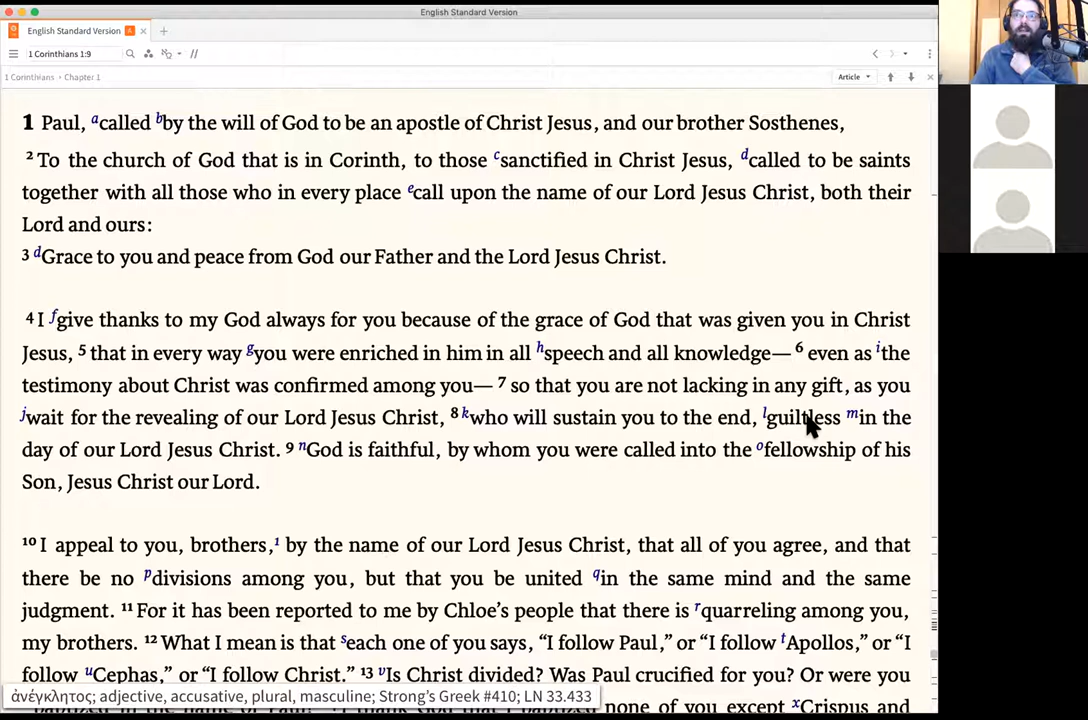 English Standard Version
English Standard Version A
1 Corinthians 1:9
1 Corinthians › Chapter 1
Article
1 Paul, a called b by the will of God to be an apostle of Christ Jesus, and our brother Sosthenes,
2 To the church of God that is in Corinth, to those c sanctified in Christ Jesus, d called to be saints
together with all those who in every place e call upon the name of our Lord Jesus Christ, both their
Lord and ours:
3 d Grace to you and peace from God our Father and the Lord Jesus Christ.
4 I f give thanks to my God always for you because of the grace of God that was given you in Christ
Jesus, 5 that in every way g you were enriched in him in all h speech and all knowledge— 6 even as i the
testimony about Christ was confirmed among you— 7 so that you are not lacking in any gift, as you
j wait for the revealing of our Lord Jesus Christ, 8 k who will sustain you to the end, l guiltless m in the
day of our Lord Jesus Christ. 9 n God is faithful, by whom you were called into the o fellowship of his
Son, Jesus Christ our Lord.
10 I appeal to you, brothers, 1 by the name of our Lord Jesus Christ, that all of you agree, and that
there be no p divisions among you, but that you be united q in the same mind and the same
judgment. 11 For it has been reported to me by Chloe’s people that there is r quarreling among you,
my brothers. 12 What I mean is that s each one of you says, “I follow Paul,” or “I follow t Apollos,” or “I
follow u Cephas,” or “I follow Christ.” 13 v Is Christ divided? Was Paul crucified for you? Or were you
ἀνέγκλητος; adjective, accusative, plural, masculine; Strong’s Greek #410; LN 33.433
none of you except x Crispus and